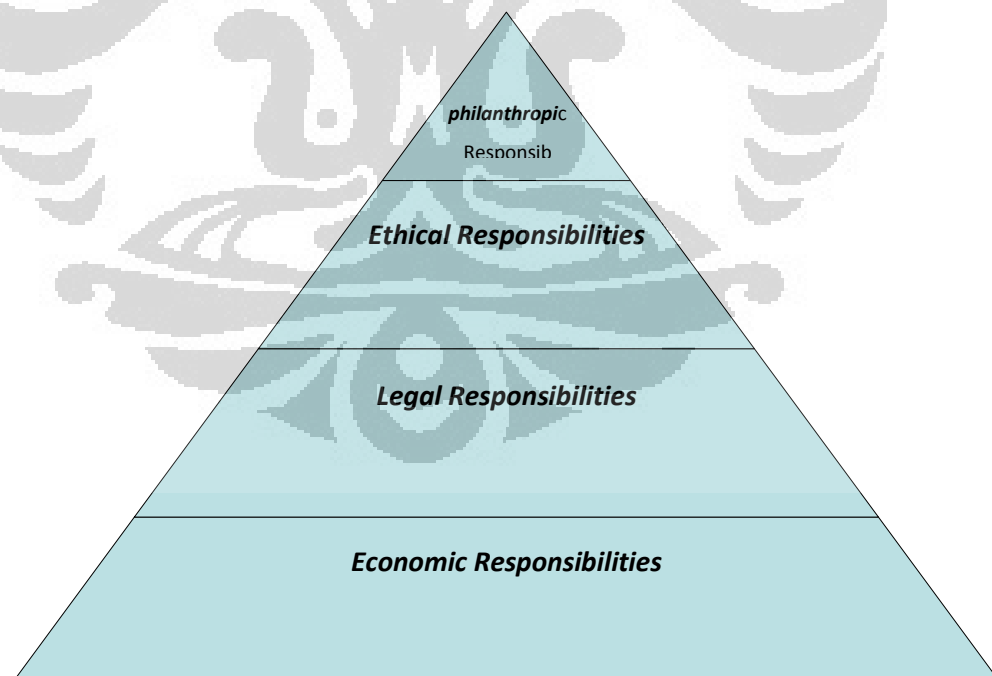 philanthropic
Responsib
Ethical Responsibilities
Legal Responsibilities
Economic Responsibilities